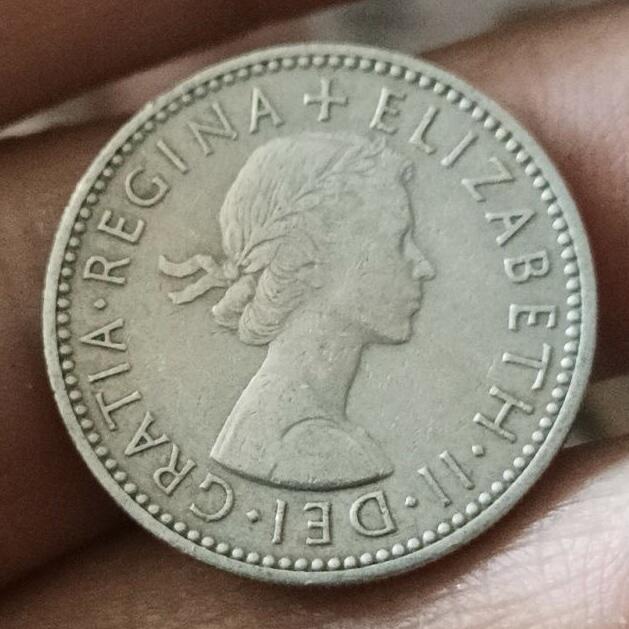 + ELIZABETH · II · DEI · GRATIA · REGINA